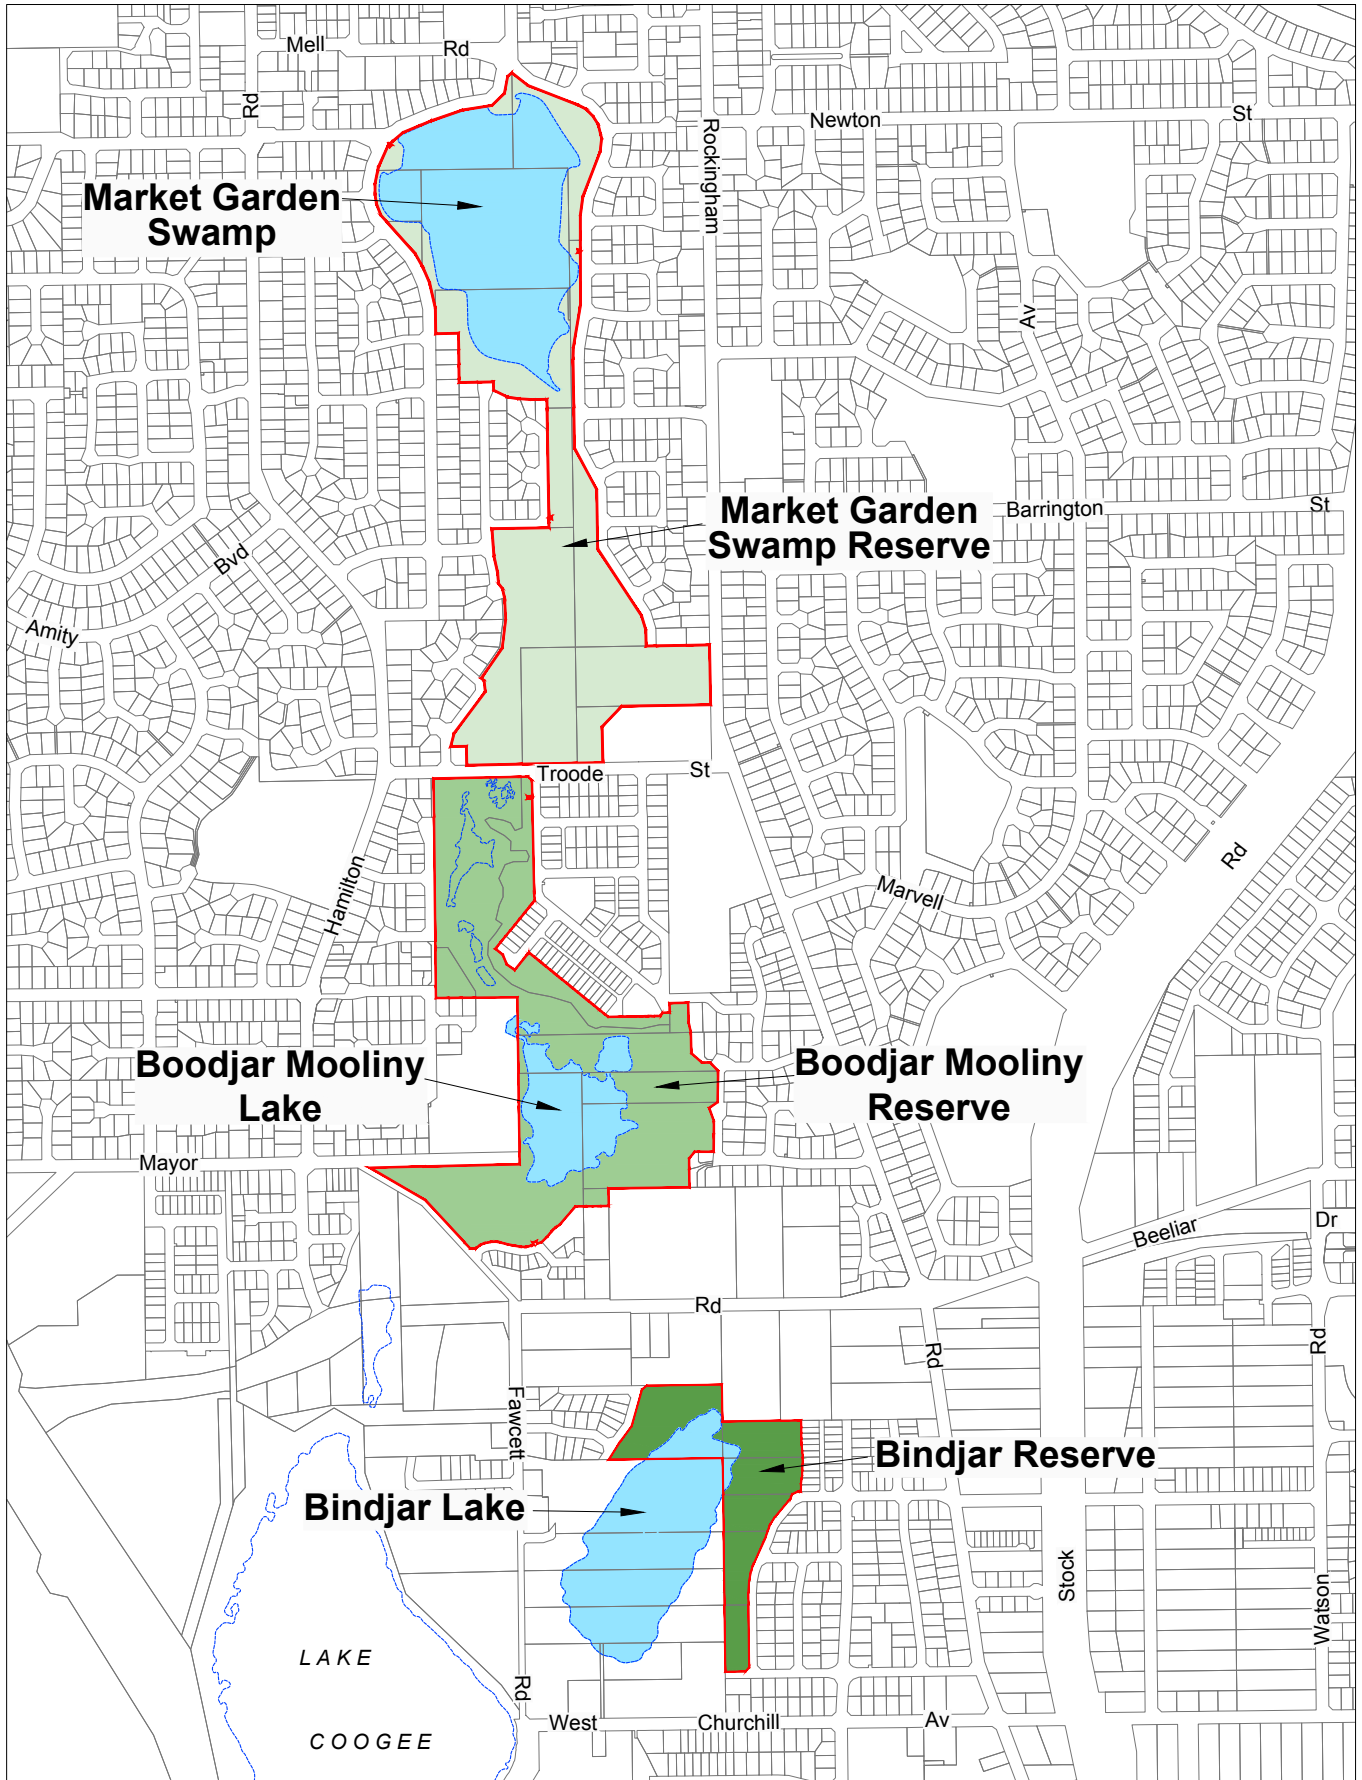 Mell
Rd
Rd
Newton
St
Rockingham
Market Garden
Swamp
Av
Market Garden
Swamp Reserve
Barrington
St
Bvd
Amity
Troode
St
Hamilton
Marvell
Rd
Boodjar Mooliny
Lake
Boodjar Mooliny
Reserve
Mayor
Beeliar
Dr
Rd
Rd
Rd
Fawcett
Bindjar Reserve
Bindjar Lake
Stock
Watson
LAKE
COOGEE
Rd
West
Churchill
Av